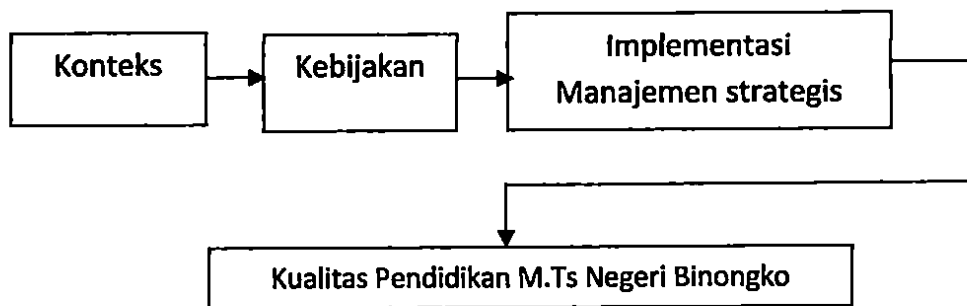 Konteks
Kebijakan
Implementasi
Manajemen strategis
Kualitas Pendidikan M.Ts Negeri Binongko